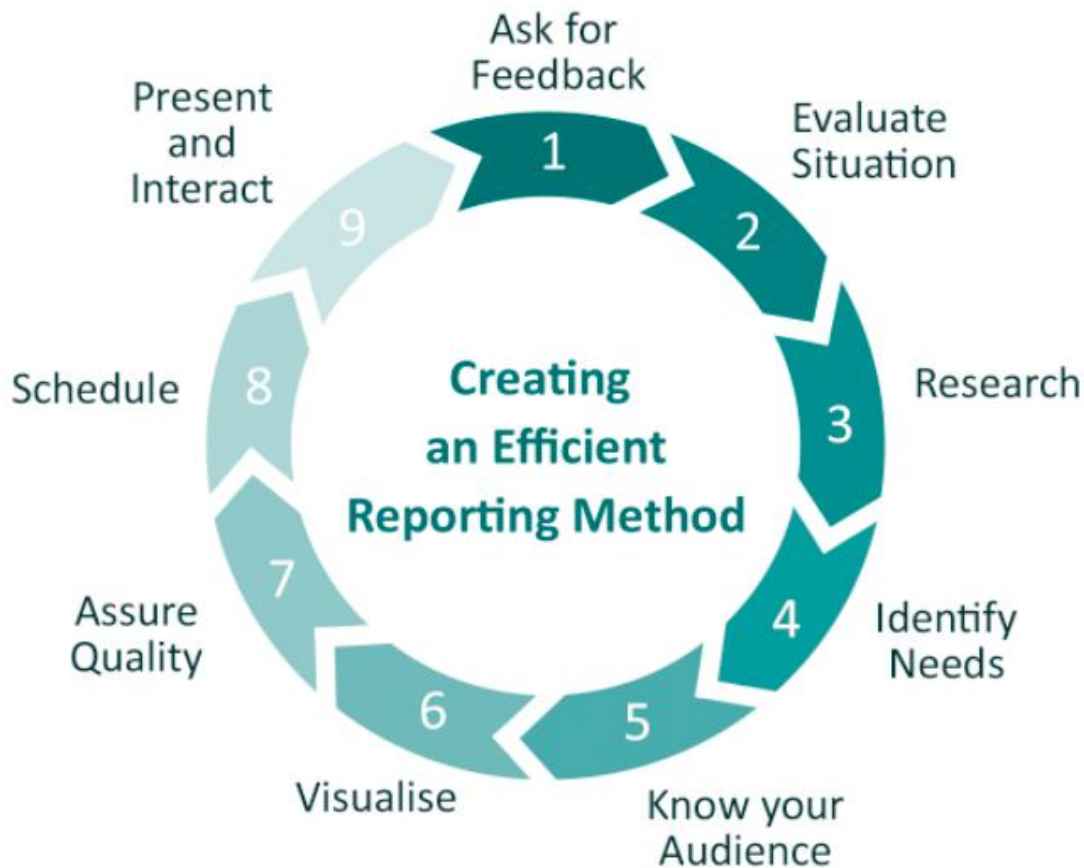 Creating
an Efficient
Reporting Method
1
Ask for
Feedback
2
Evaluate
Situation
3
Research
4
Identify
Needs
5
Know your
Audience
6
Visualise
7
Assure
Quality
8
Schedule
9
Present
and
Interact